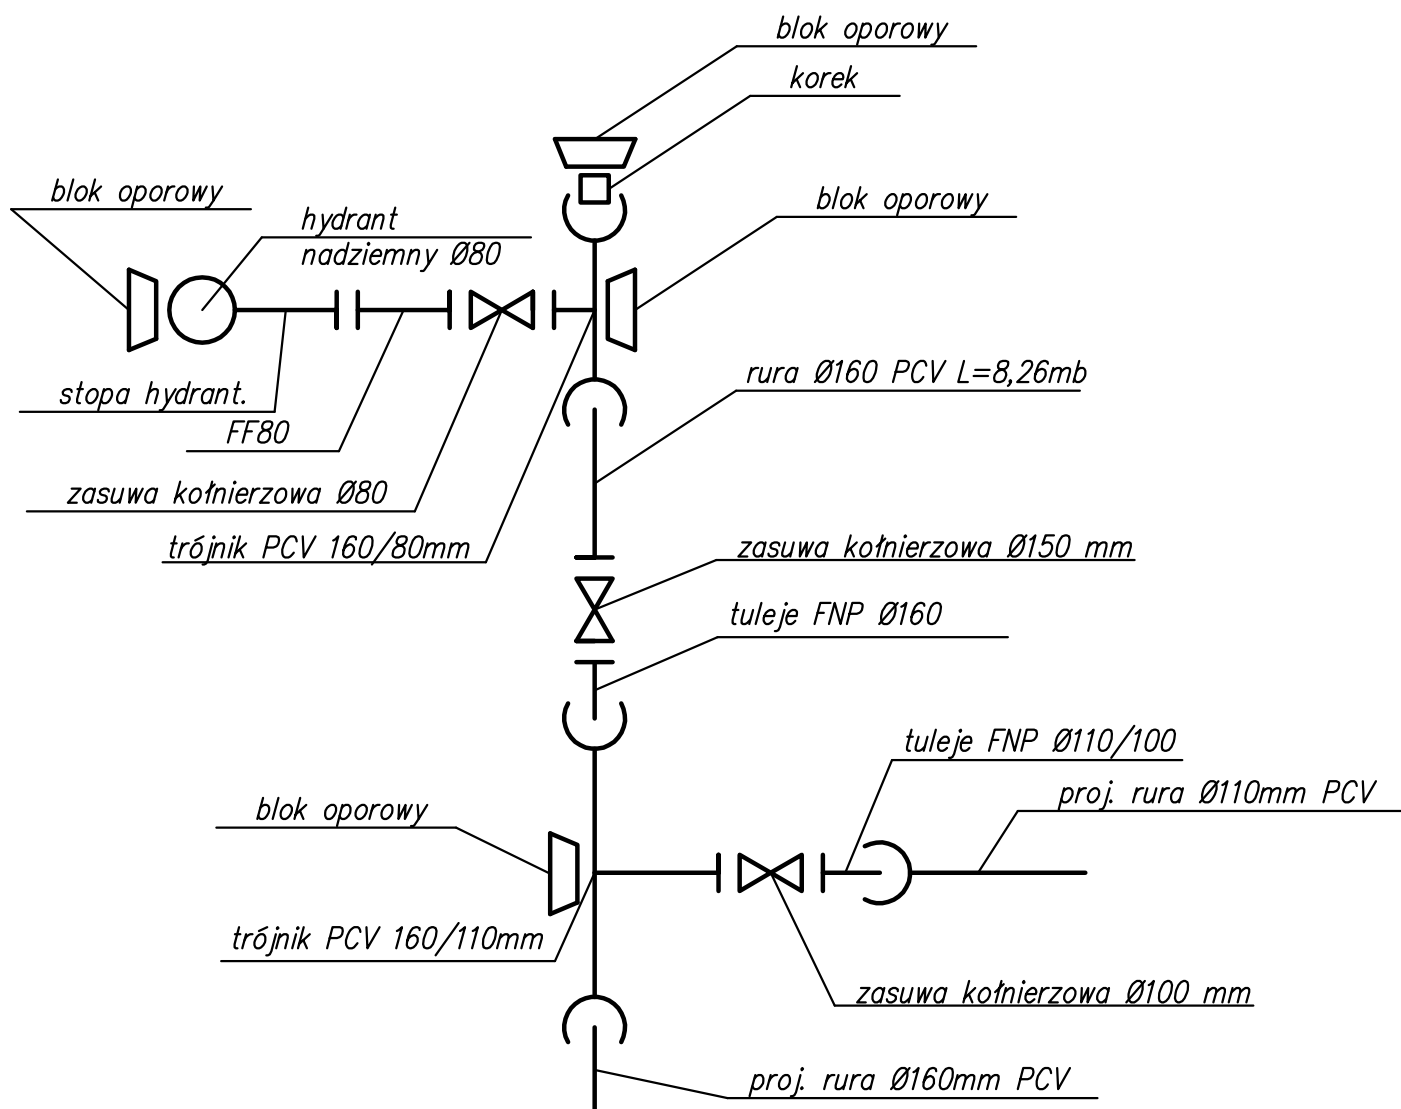 blok oporowy
korek
blok oporowy
blok oporowy
hydrant
nadziemny Ø80
rura Ø160 PCV L=8,26mb
stopa hydrant.
FF80
zasuwa kołnierzowa Ø80
trójnik PCV 160/80mm
zasuwa kołnierzowa Ø150 mm
tuleje FNP Ø160
tuleje FNP Ø110/100
proj. rura Ø110mm PCV
blok oporowy
trójnik PCV 160/110mm
zasuwa kołnierzowa Ø100 mm
proj. rura Ø160mm PCV